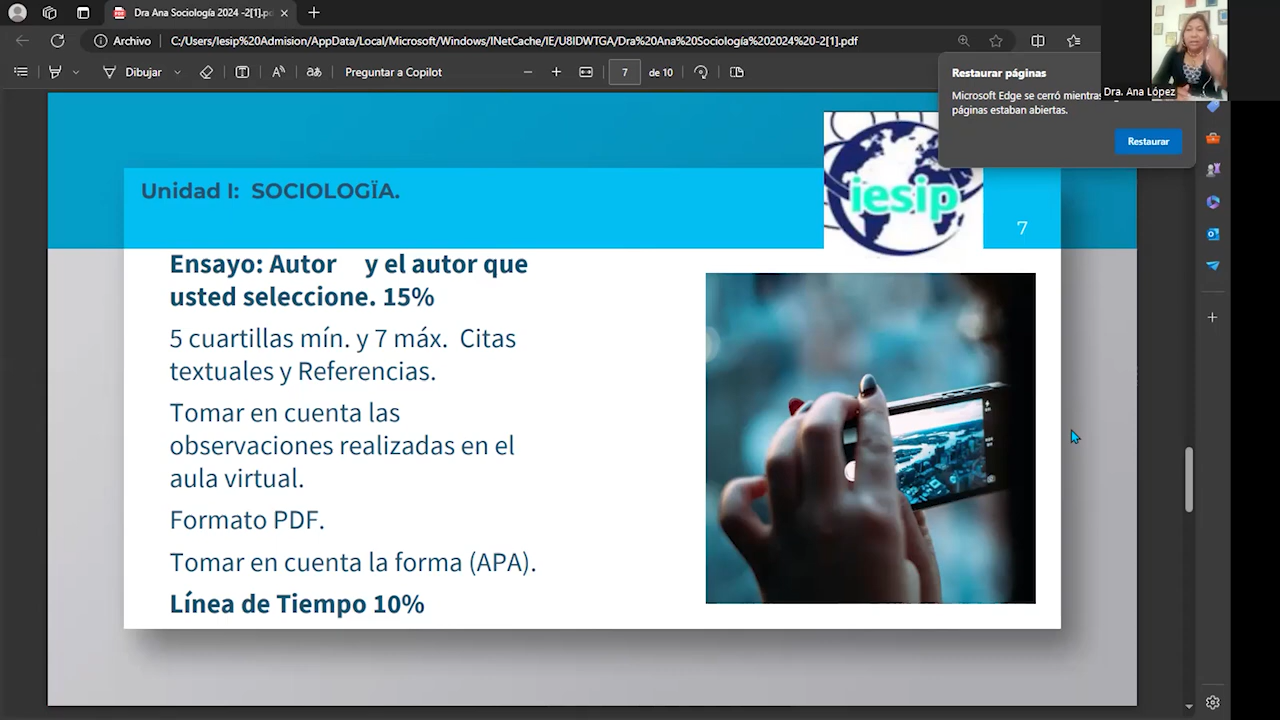 Dra Ana Sociología 2024 -2[1].pd
Archivo
C:/Users/Iesip%20Admision/AppData/Local/Microsoft/Windows/INetCache/IE/U8IDWTGA/Dra%20Ana%20Sociología%202024%20-2[1].pdf
Dibujar
Preguntar a Copilot
7
de 10
Restaurar páginas
Microsoft Edge se cerró mientras
páginas estaban abiertas.
Restaurar
Dra. Ana López
Unidad I: SOCIOLOGÏA.
iesip
7
Ensayo: Autor y el autor que
usted seleccione. 15%
5 cuartillas mín. y 7 máx. Citas
textuales y Referencias.
Tomar en cuenta las
observaciones realizadas en el
aula virtual.
Formato PDF.
Tomar en cuenta la forma (APA).
Línea de Tiempo 10%